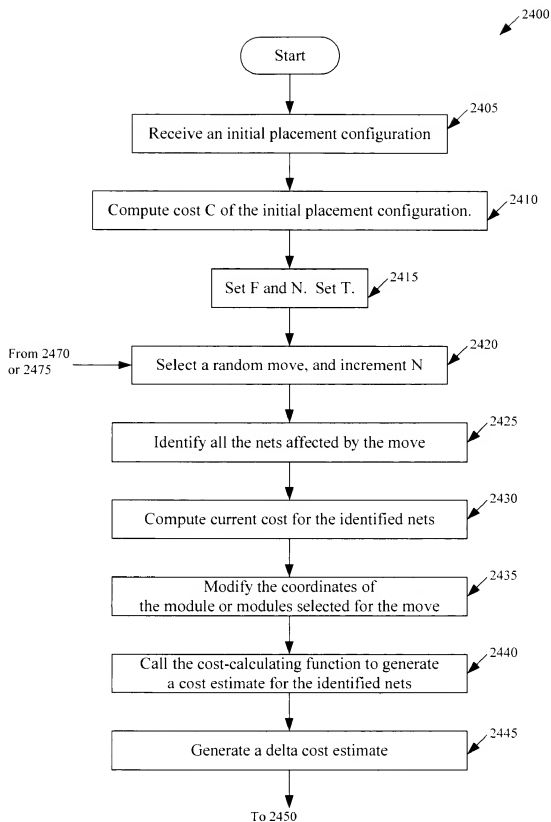 2400
Start
2405
Receive an initial placement configuration
2410
Compute cost C of the initial placement configuration.
2415
Set F and N.  Set T.
2420
From 2470
or 2475
Select a random move, and increment N
2425
Identify all the nets affected by the move
2430
Compute current cost for the identified nets
2435
Modify the coordinates of
the module or modules selected for the move
2440
Call the cost-calculating function to generate
a cost estimate for the identified nets
2445
Generate a delta cost estimate
To 2450